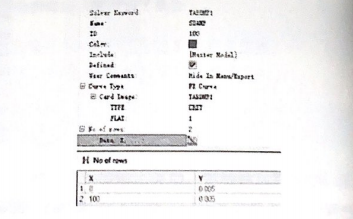 Solver Keyword TABDMP1
Name: SDAMP
ID 100
Color:
Include: [Master Model]
Defined:
User Comments: Hide In Menu/Export
Curve Type
Card Image: TABDMP1
TYPE CRIT
FLAT 1
No of rows 2
Data: X,
No of rows
X Y
1 0 0.005
2 100 0.005